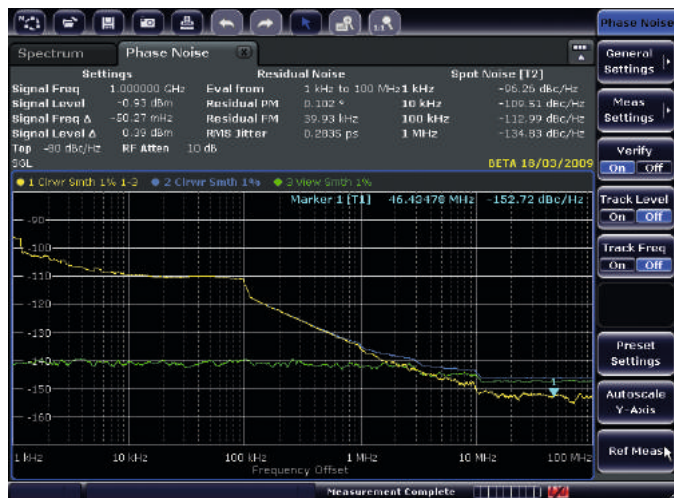 Phase Noise
Spectrum
Phase Noise
Settings
Residual Noise
Spot Noise [T2]
Signal Freq 1.000000 GHz Eval from 1 kHz to 100 MHz 1 kHz -96.26 dBc/Hz
Signal Level -0.93 dBm Residual PM 0.102 ° 10 kHz -109.51 dBc/Hz
Signal Freq Δ -50.27 mHz Residual FM 39.93 kHz 100 kHz -112.99 dBc/Hz
Signal Level Δ 0.39 dBm RMS Jitter 0.2835 ps 1 MHz -134.83 dBc/Hz
Top -80 dBc/Hz RF Atten 10 dB
SGL
BETA 18/03/2009
1 Clrwr Smth 1% 1-3 2 Clrwr Smth 1% 3 View Smth 1%
Marker 1 [T1] 46.43478 MHz -152.72 dBc/Hz
-90
-100
-110
-120
-130
-140
-150
-160
1
1 kHz 10 kHz 100 kHz 1 MHz 10 MHz 100 MHz
Frequency Offset
Measurement Complete
General Settings
Meas Settings
Verify
On Off
Track Level
On Off
Track Freq
On Off
Preset Settings
Autoscale Y-Axis
Ref Meas